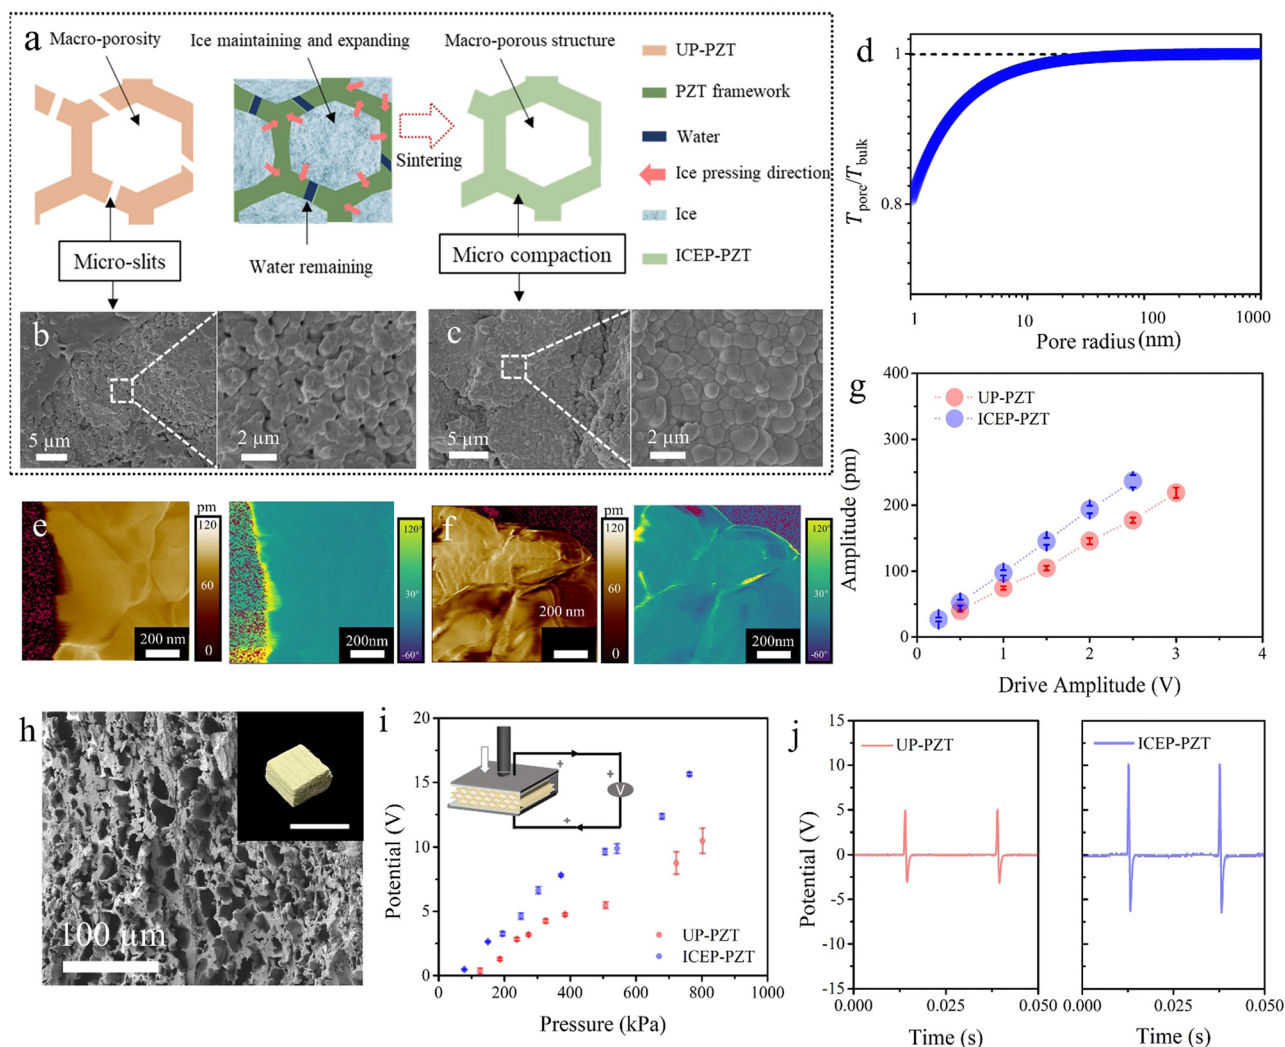 a
Macro-porosity
Ice maintaining and expanding
Macro-porous structure
Sintering
Micro-slits
Water remaining
Micro compaction
UP-PZT
PZT framework
Water
Ice pressing direction
Ice
ICEP-PZT
b
5 µm
2 µm
c
5 µm
2 µm
d
Tpore/Tbulk
1
0.8
1
10
100
1000
Pore radius (nm)
e
200 nm
pm
120
60
0
200nm
120°
30°
-60°
f
200 nm
pm
120
60
0
200nm
120°
30°
-60°
g
UP-PZT
ICEP-PZT
Amplitude (pm)
400
300
200
100
0
0
1
2
3
4
Drive Amplitude (V)
h
100 µm
i
Potential (V)
20
15
10
5
0
+
+
+
V
UP-PZT
ICEP-PZT
0
200
400
600
800
1000
Pressure (kPa)
j
Potential (V)
15
10
5
0
-5
-10
-15
UP-PZT
0.000
0.025
0.050
Time (s)
ICEP-PZT
0.000
0.025
0.050
Time (s)